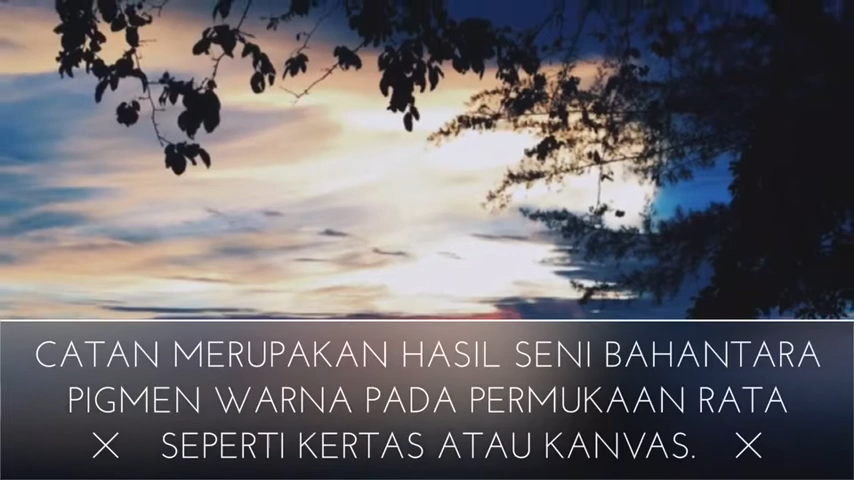 CATAN MERUPAKAN HASIL SENI BAHANTARA
PIGMEN WARNA PADA PERMUKAAN RATA
SEPERTI KERTAS ATAU KANVAS.